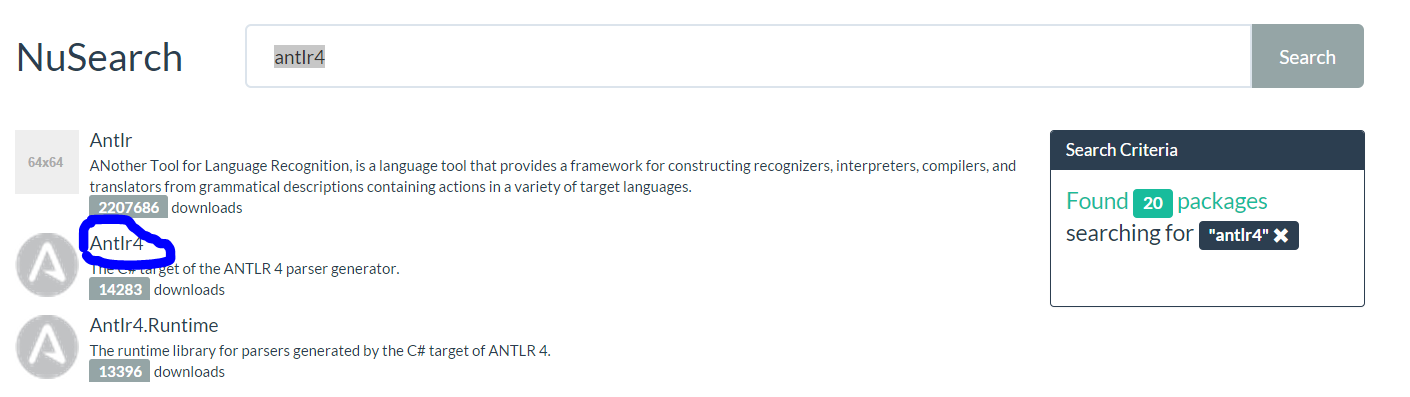 NuSearch
antlr4
Search
64x64
Antlr
ANother Tool for Language Recognition, is a language tool that provides a framework for constructing recognizers, interpreters, compilers, and
translators from grammatical descriptions containing actions in a variety of target languages.
2207686 downloads
Antlr4
The C# target of the ANTLR 4 parser generator.
14283 downloads
Antlr4.Runtime
The runtime library for parsers generated by the C# target of ANTLR 4.
13396 downloads
Search Criteria
Found 20 packages
searching for "antlr4" ✖